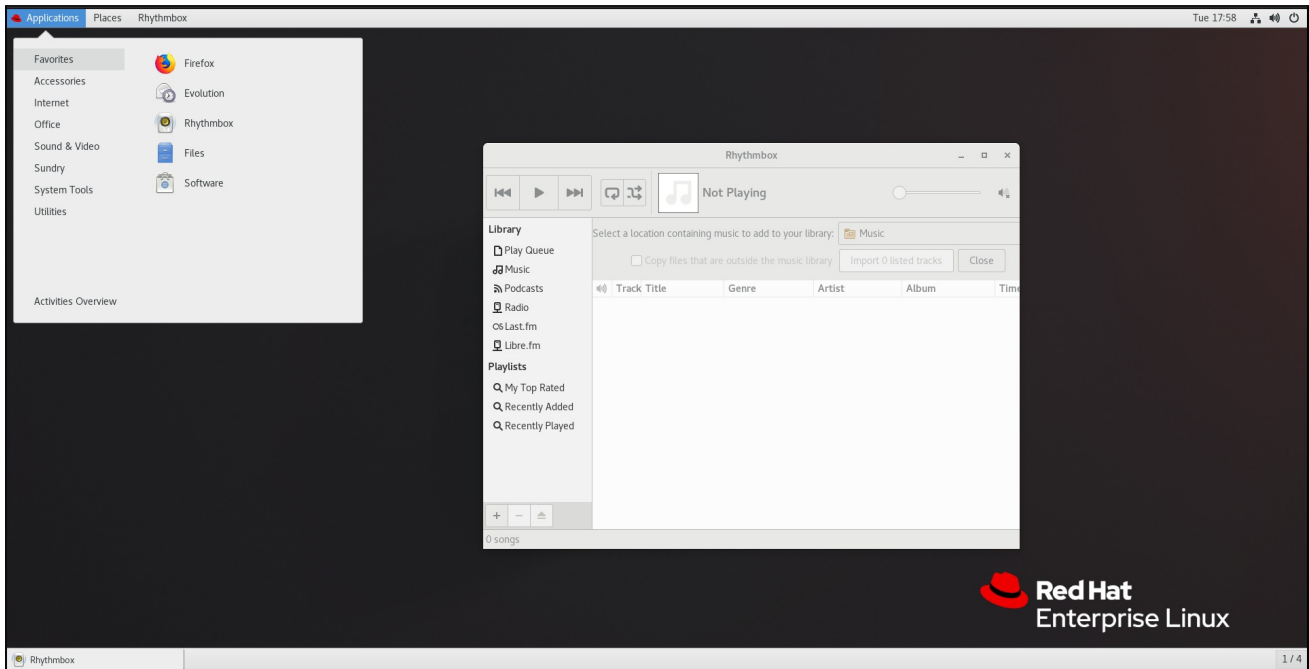 Applications Places Rhythmbox Tue 17:58
Favorites
Accessories
Internet
Office
Sound & Video
Sundry
System Tools
Utilities
Activities Overview
Firefox
Evolution
Rhythmbox
Files
Software
Rhythmbox
Not Playing
Library
Play Queue
Music
Podcasts
Radio
Last.fm
Libre.fm
Playlists
My Top Rated
Recently Added
Recently Played
Select a location containing music to add to your library: Music
Copy files that are outside the music library Import 0 listed tracks Close
Track Title Genre Artist Album Time
0 songs
Red Hat
Enterprise Linux
Rhythmbox 1 / 4